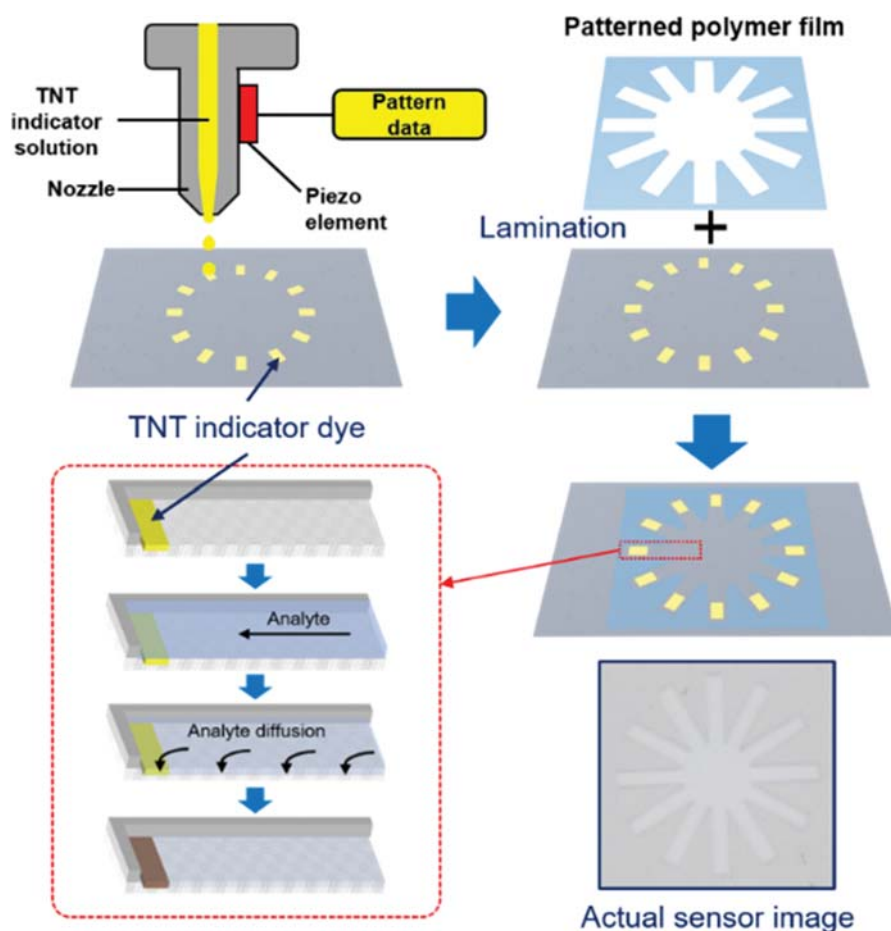 Patterned polymer film
TNT
indicator
solution
Pattern
data
Nozzle
Piezo
element
Lamination
+
TNT indicator dye
Analyte
Analyte diffusion
Actual sensor image